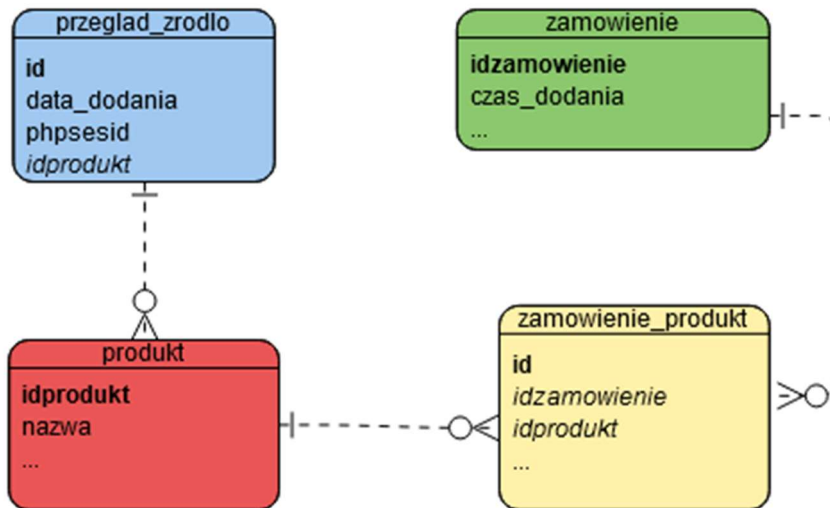 przeglad_zrodlo
id
data_dodania
phpsesid
idprodukt
zamowienie
idzamowienie
czas_dodania
...
produkt
idprodukt
nazwa
...
zamowienie_produkt
id
idzamowienie
idprodukt
...